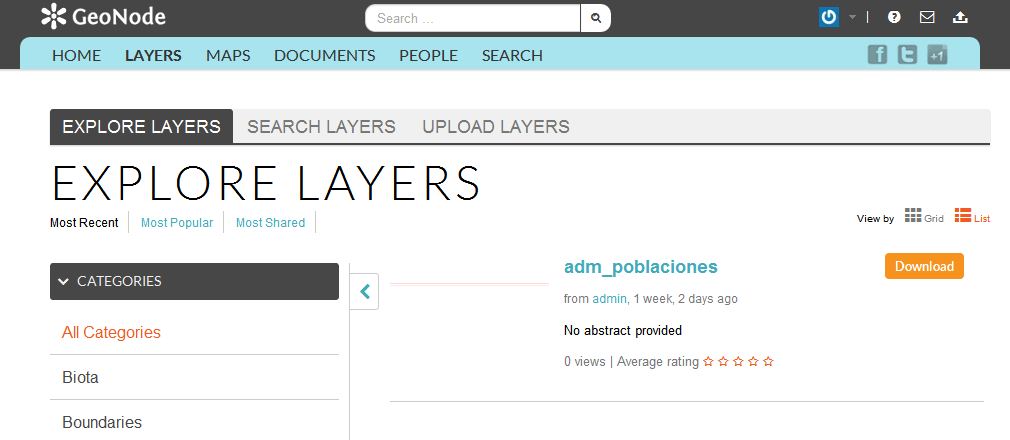 GeoNode
Search ...
HOME LAYERS MAPS DOCUMENTS PEOPLE SEARCH
+1
EXPLORE LAYERS SEARCH LAYERS UPLOAD LAYERS
EXPLORE LAYERS
Most Recent Most Popular Most Shared
View by Grid List
CATEGORIES
All Categories
Biota
Boundaries
adm_poblaciones
Download
from admin, 1 week, 2 days ago
No abstract provided
0 views | Average rating